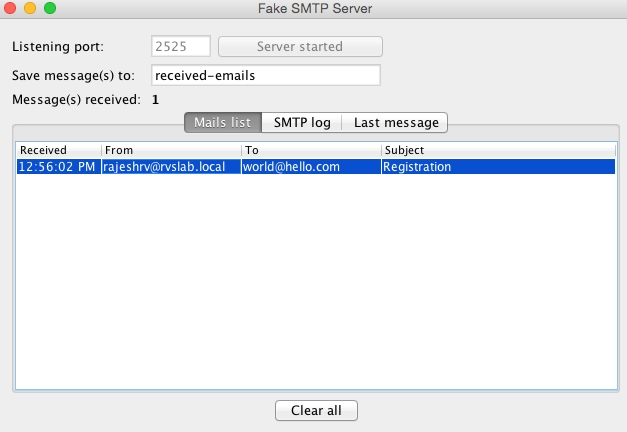 Fake SMTP Server
Listening port: 2525 Server started
Save message(s) to: received-emails
Message(s) received: 1
Mails list SMTP log Last message
Received From To Subject
12:56:02 PM rajeshrv@rvslab.local world@hello.com Registration
Clear all